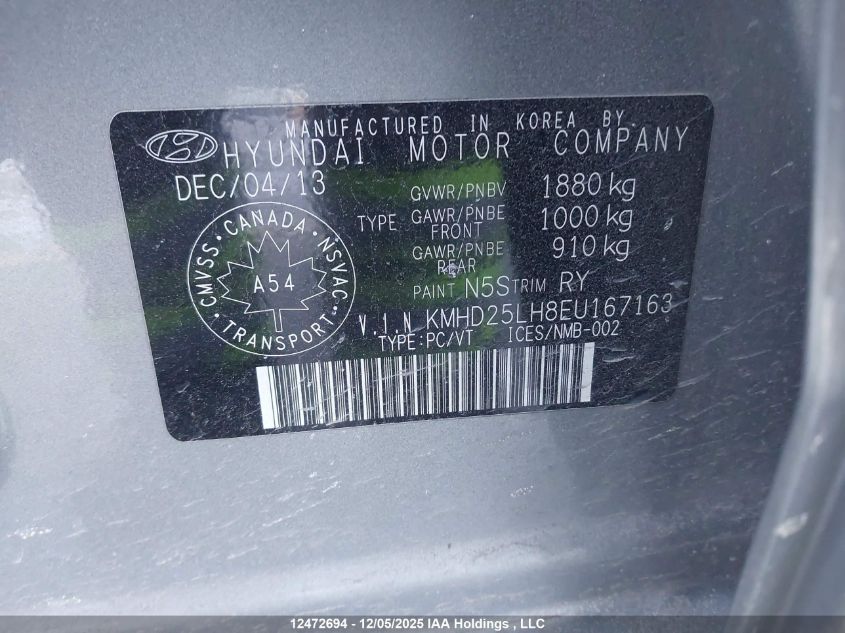 MANUFACTURED IN KOREA BY.
HYUNDAI MOTOR COMPANY
DEC/04/13
GVWR/PNBV 1880 kg
TYPE GAWR/PNBE FRONT 1000 kg
GAWR/PNBE REAR 910 kg
PAINT N5S TRIM RY
CMVSS • CANADA • NSVAC • TRANSPORT •
A54
V.I.N KMHD25LH8EU167163
TYPE:PC/VT ICES/NMB-002
12472694 - 12/05/2025 IAA Holdings , LLC